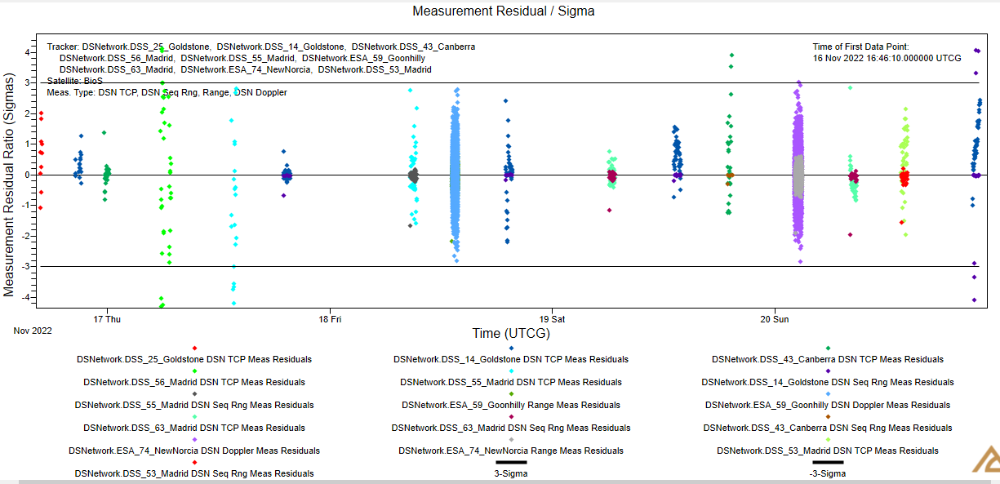 Measurement Residual / Sigma
Measurement Residual Ratio (Sigmas)
4
3
2
1
0
-1
-2
-3
-4
Tracker: DSNetwork.DSS_25_Goldstone, DSNetwork.DSS_14_Goldstone, DSNetwork.DSS_43_Canberra
DSNetwork.DSS_56_Madrid, DSNetwork.DSS_55_Madrid, DSNetwork.ESA_59_Goonhilly
DSNetwork.DSS_63_Madrid, DSNetwork.ESA_74_NewNorcia, DSNetwork.DSS_53_Madrid
Satellite: BioS
Meas. Type: DSN TCP, DSN Seq Rng, Range, DSN Doppler
Time of First Data Point:
16 Nov 2022 16:46:10.000000 UTCG
17 Thu 18 Fri 19 Sat 20 Sun
Nov 2022
Time (UTCG)
DSNetwork.DSS_25_Goldstone DSN TCP Meas Residuals DSNetwork.DSS_14_Goldstone DSN TCP Meas Residuals DSNetwork.DSS_43_Canberra DSN TCP Meas Residuals
DSNetwork.DSS_56_Madrid DSN TCP Meas Residuals DSNetwork.DSS_55_Madrid DSN TCP Meas Residuals DSNetwork.DSS_14_Goldstone DSN Seq Rng Meas Residuals
DSNetwork.DSS_55_Madrid DSN Seq Rng Meas Residuals DSNetwork.ESA_59_Goonhilly Range Meas Residuals DSNetwork.ESA_59_Goonhilly DSN Doppler Meas Residuals
DSNetwork.DSS_63_Madrid DSN TCP Meas Residuals DSNetwork.DSS_63_Madrid DSN Seq Rng Meas Residuals DSNetwork.DSS_43_Canberra DSN Seq Rng Meas Residuals
DSNetwork.ESA_74_NewNorcia DSN Doppler Meas Residuals DSNetwork.ESA_74_NewNorcia Range Meas Residuals DSNetwork.DSS_53_Madrid DSN TCP Meas Residuals
DSNetwork.DSS_53_Madrid DSN Seq Rng Meas Residuals 3-Sigma -3-Sigma